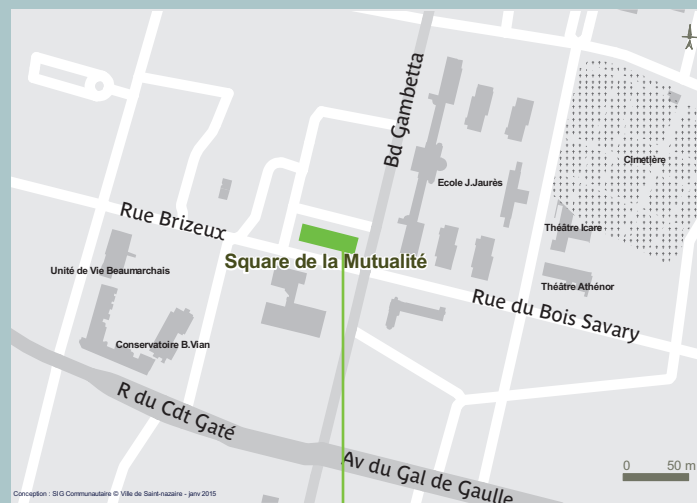 Bd Gambetta
Cimetière
Ecole J.Jaurès
Rue Brizeux
Théâtre Icare
Square de la Mutualité
Unité de Vie Beaumarchais
Théâtre Athénor
Rue du Bois Savary
Conservatoire B.Vian
R du Cdt Gaté
Av du Gal de Gaulle
0 50 m
Conception : SIG Communautaire © Ville de Saint-nazaire - janv 2015